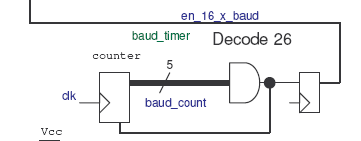 en_16_x_baud
baud_timer
Decode 26
counter
5
clk
baud_count
Vcc